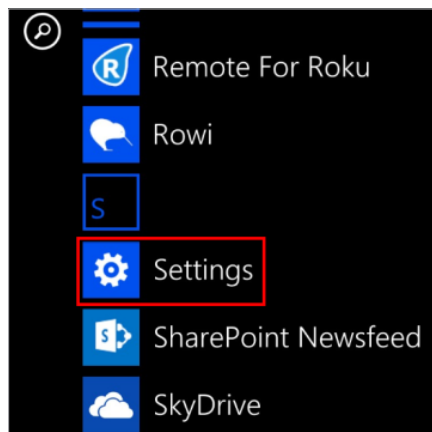 Remote For Roku
Rowi
S
Settings
SharePoint Newsfeed
SkyDrive